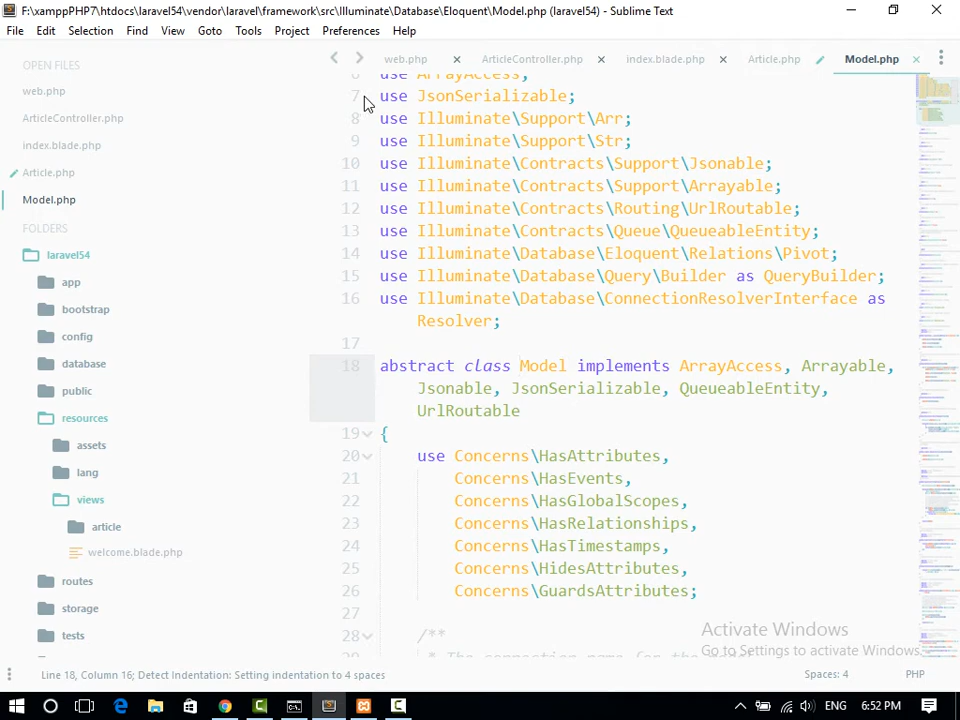 F:\xamppPHP7\htdocs\laravel54\vendor\laravel\framework\src\Illuminate\Database\Eloquent\Model.php (laravel54) - Sublime Text
File Edit Selection Find View Goto Tools Project Preferences Help
OPEN FILES
web.php
ArticleController.php
index.blade.php
Article.php
Model.php
FOLDERS
laravel54
app
bootstrap
config
database
public
resources
assets
lang
views
article
welcome.blade.php
routes
storage
tests
web.php ArticleController.php index.blade.php Article.php Model.php
6 use ArrayAccess;
7 use JsonSerializable;
8 use Illuminate\Support\Arr;
9 use Illuminate\Support\Str;
10 use Illuminate\Contracts\Support\Jsonable;
11 use Illuminate\Contracts\Support\Arrayable;
12 use Illuminate\Contracts\Routing\UrlRoutable;
13 use Illuminate\Contracts\Queue\QueueableEntity;
14 use Illuminate\Database\Eloquent\Relations\Pivot;
15 use Illuminate\Database\Query\Builder as QueryBuilder;
16 use Illuminate\Database\ConnectionResolverInterface as
Resolver;
17
18 abstract class Model implements ArrayAccess, Arrayable,
Jsonable, JsonSerializable, QueueableEntity,
UrlRoutable
19 {
20 use Concerns\HasAttributes,
21 Concerns\HasEvents,
22 Concerns\HasGlobalScopes,
23 Concerns\HasRelationships,
24 Concerns\HasTimestamps,
25 Concerns\HidesAttributes,
26 Concerns\GuardsAttributes;
27
28 /**
29 * The connection name for the
Activate Windows
Go to Settings to activate Windows.
Line 18, Column 16; Detect Indentation: Setting indentation to 4 spaces
Spaces: 4
PHP
ENG 6:52 PM